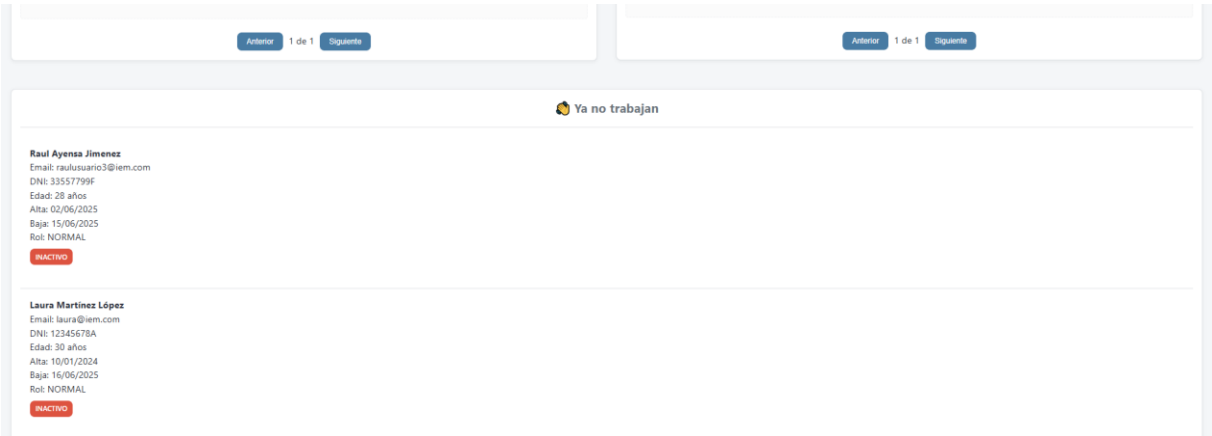 Anterior 1 de 1 Siguiente
Anterior 1 de 1 Siguiente
Ya no trabajan
Raul Ayensa Jimenez
Email: raulusuario3@iem.com
DNI: 33557799F
Edad: 28 años
Alta: 02/06/2025
Baja: 15/06/2025
Rol: NORMAL
INACTIVO
Laura Martínez López
Email: laura@iem.com
DNI: 12345678A
Edad: 30 años
Alta: 10/01/2024
Baja: 16/06/2025
Rol: NORMAL
INACTIVO